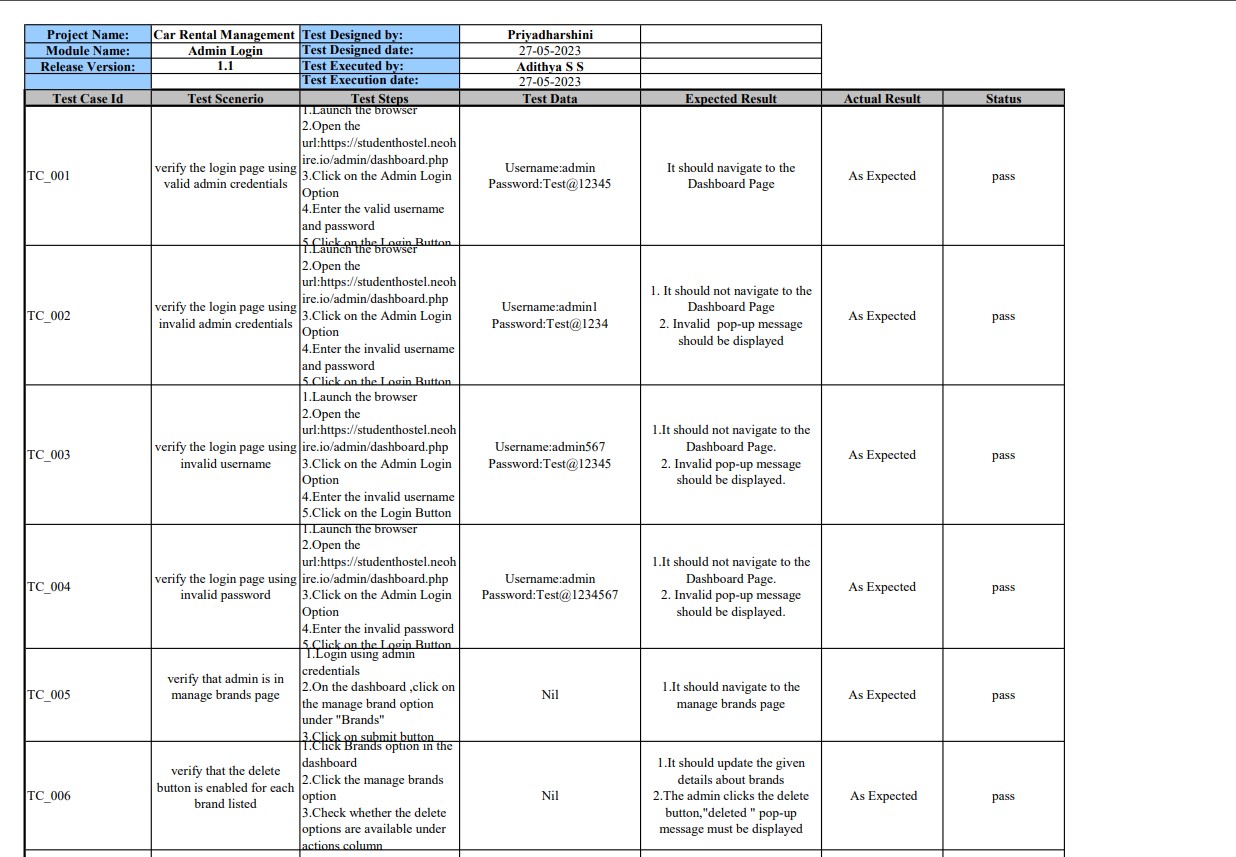 Project Name: Car Rental Management Test Designed by: Priyadharshini
Module Name: Admin Login Test Designed date: 27-05-2023
Release Version: 1.1 Test Executed by: Adithya S S
Test Execution date: 27-05-2023
Test Case Id Test Scenerio Test Steps Test Data Expected Result Actual Result Status
TC_001
verify the login page using
valid admin credentials
1.Launch the browser
2.Open the
url:https://studenthostel.neoh
ire.io/admin/dashboard.php
3.Click on the Admin Login
Option
4.Enter the valid username
and password
5.Click on the Login Button
Username:admin
Password:Test@12345
It should navigate to the
Dashboard Page
As Expected
pass
TC_002
verify the login page using
invalid admin credentials
1.Launch the browser
2.Open the
url:https://studenthostel.neoh
ire.io/admin/dashboard.php
3.Click on the Admin Login
Option
4.Enter the invalid username
and password
5.Click on the Login Button
Username:admin1
Password:Test@1234
1. It should not navigate to the
Dashboard Page
2. Invalid pop-up message
should be displayed
As Expected
pass
TC_003
verify the login page using
invalid username
1.Launch the browser
2.Open the
url:https://studenthostel.neoh
ire.io/admin/dashboard.php
3.Click on the Admin Login
Option
4.Enter the invalid username
5.Click on the Login Button
Username:admin567
Password:Test@12345
1.It should not navigate to the
Dashboard Page.
2. Invalid pop-up message
should be displayed.
As Expected
pass
TC_004
verify the login page using
invalid password
1.Launch the browser
2.Open the
url:https://studenthostel.neoh
ire.io/admin/dashboard.php
3.Click on the Admin Login
Option
4.Enter the invalid password
5.Click on the Login Button
Username:admin
Password:Test@1234567
1.It should not navigate to the
Dashboard Page.
2. Invalid pop-up message
should be displayed.
As Expected
pass
TC_005
verify that admin is in
manage brands page
1.Login using admin
credentials
2.On the dashboard ,click on
the manage brand option
under "Brands"
3.Click on submit button
Nil
1.It should navigate to the
manage brands page
As Expected
pass
TC_006
verify that the delete
button is enabled for each
brand listed
1.Click Brands option in the
dashboard
2.Click the manage brands
option
3.Check whether the delete
options are available under
actions column
Nil
1.It should update the given
details about brands
2.The admin clicks the delete
button,"deleted " pop-up
message must be displayed
As Expected
pass